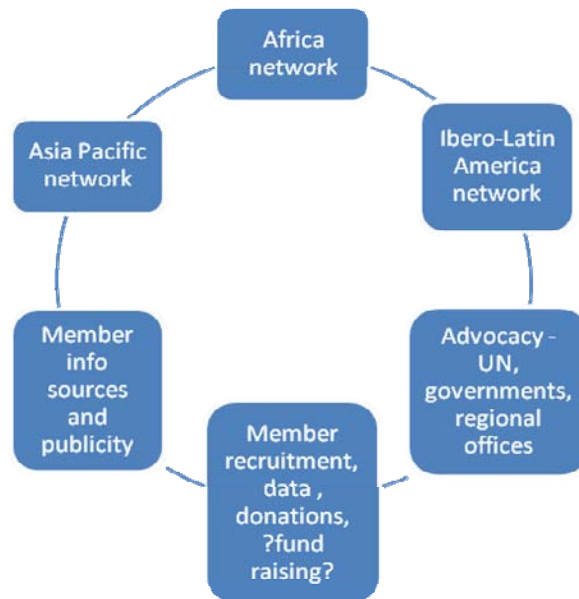 Africa
network
Ibero-Latin
America
network
Advocacy -
UN,
governments,
regional
offices
Member
recruitment,
data ,
donations,
?fund
raising?
Member
info
sources
and
publicity
Asia Pacific
network